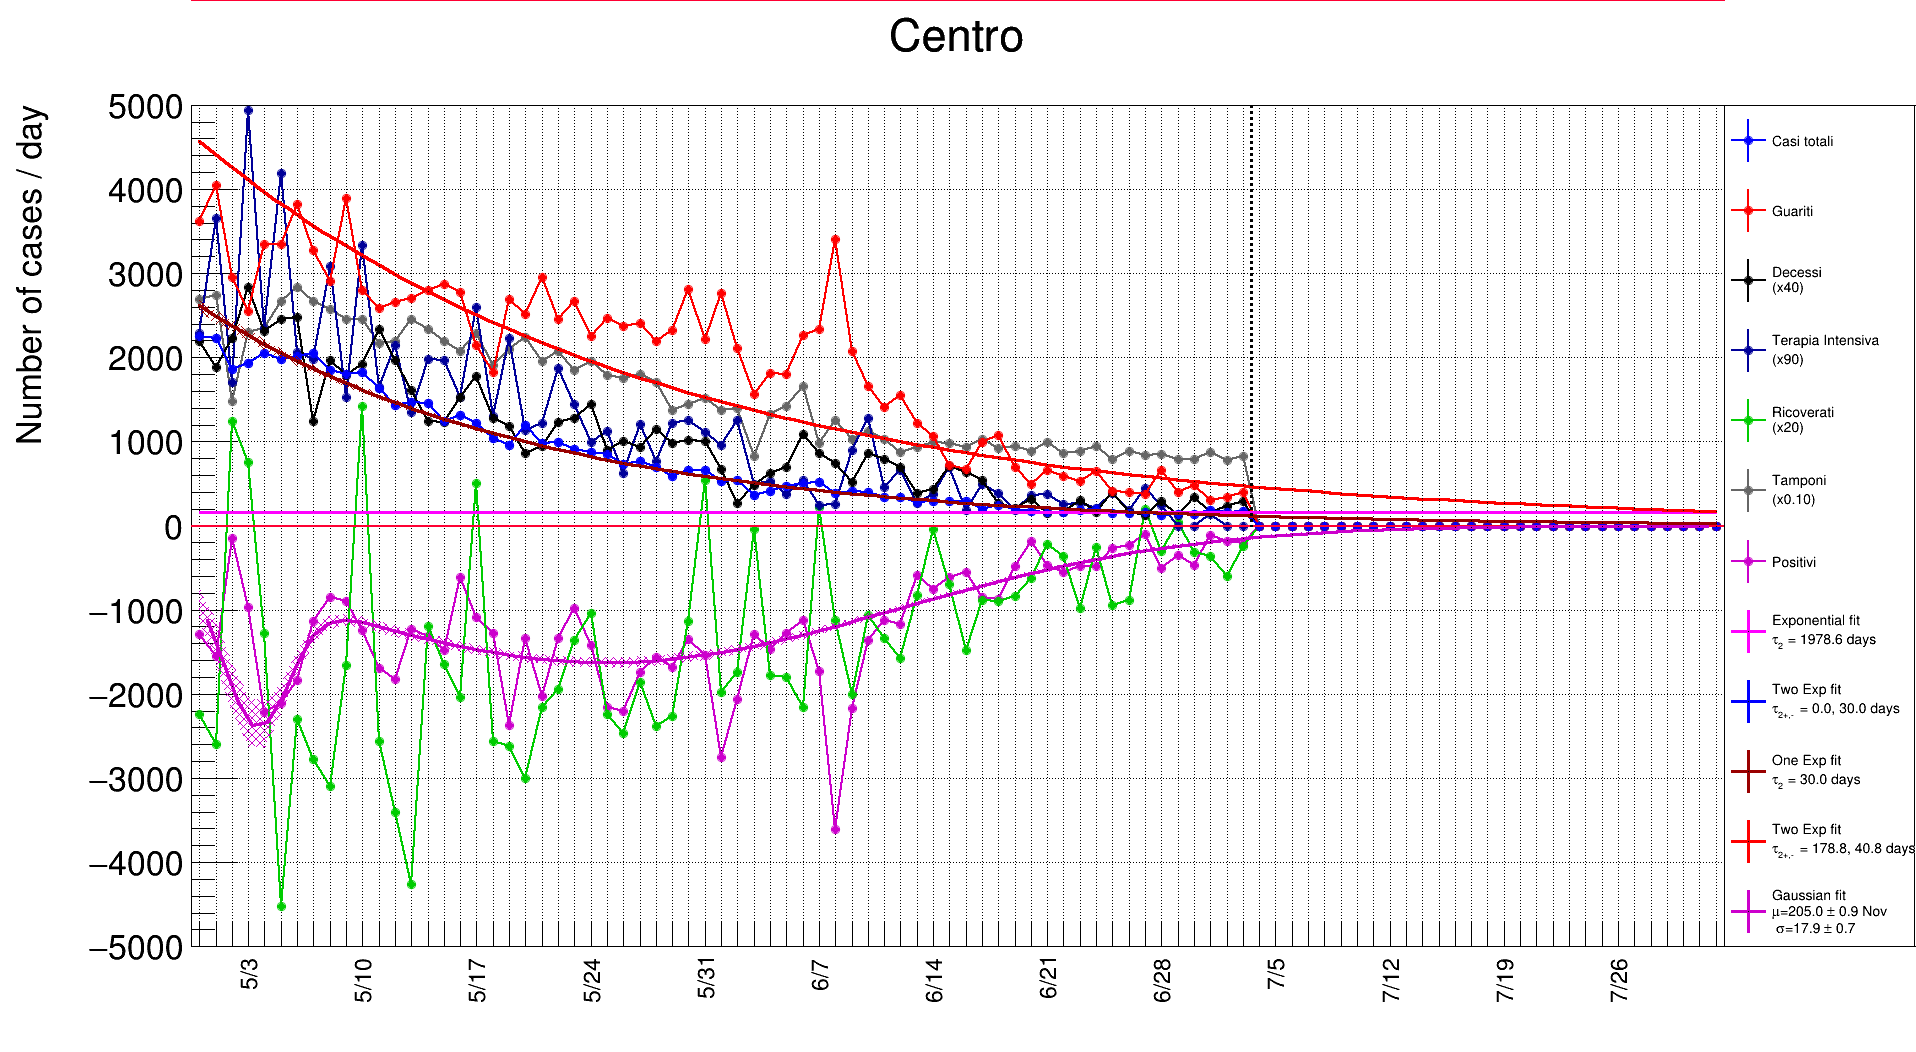 Centro
Number of cases / day
5000
4000
3000
2000
1000
0
−1000
−2000
−3000
−4000
−5000
5/3
5/10
5/17
5/24
5/31
6/7
6/14
6/21
6/28
7/5
7/12
7/19
7/26
Casi totali
Guariti
Decessi
(x40)
Terapia Intensiva
(x90)
Ricoverati
(x20)
Tamponi
(x0.10)
Positivi
Exponential fit
τ2 = 1978.6 days
Two Exp fit
τ2+,- = 0.0, 30.0 days
One Exp fit
τ2 = 30.0 days
Two Exp fit
τ2+,- = 178.8, 40.8 days
Gaussian fit
μ=205.0 ± 0.9 Nov
σ=17.9 ± 0.7